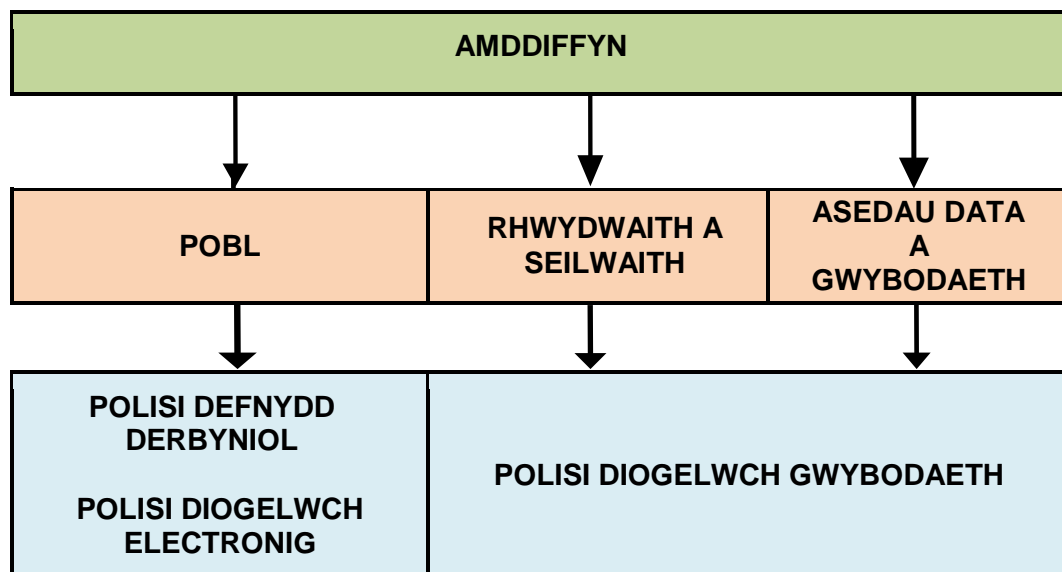 AMDDIFFYN
POBL
RHWYDWAITH A
SEILWAITH
ASEDAU DATA
A
GWYBODAETH
POLISI DEFNYDD
DERBYNIOL
POLISI DIOGELWCH
ELECTRONIG
POLISI DIOGELWCH GWYBODAETH